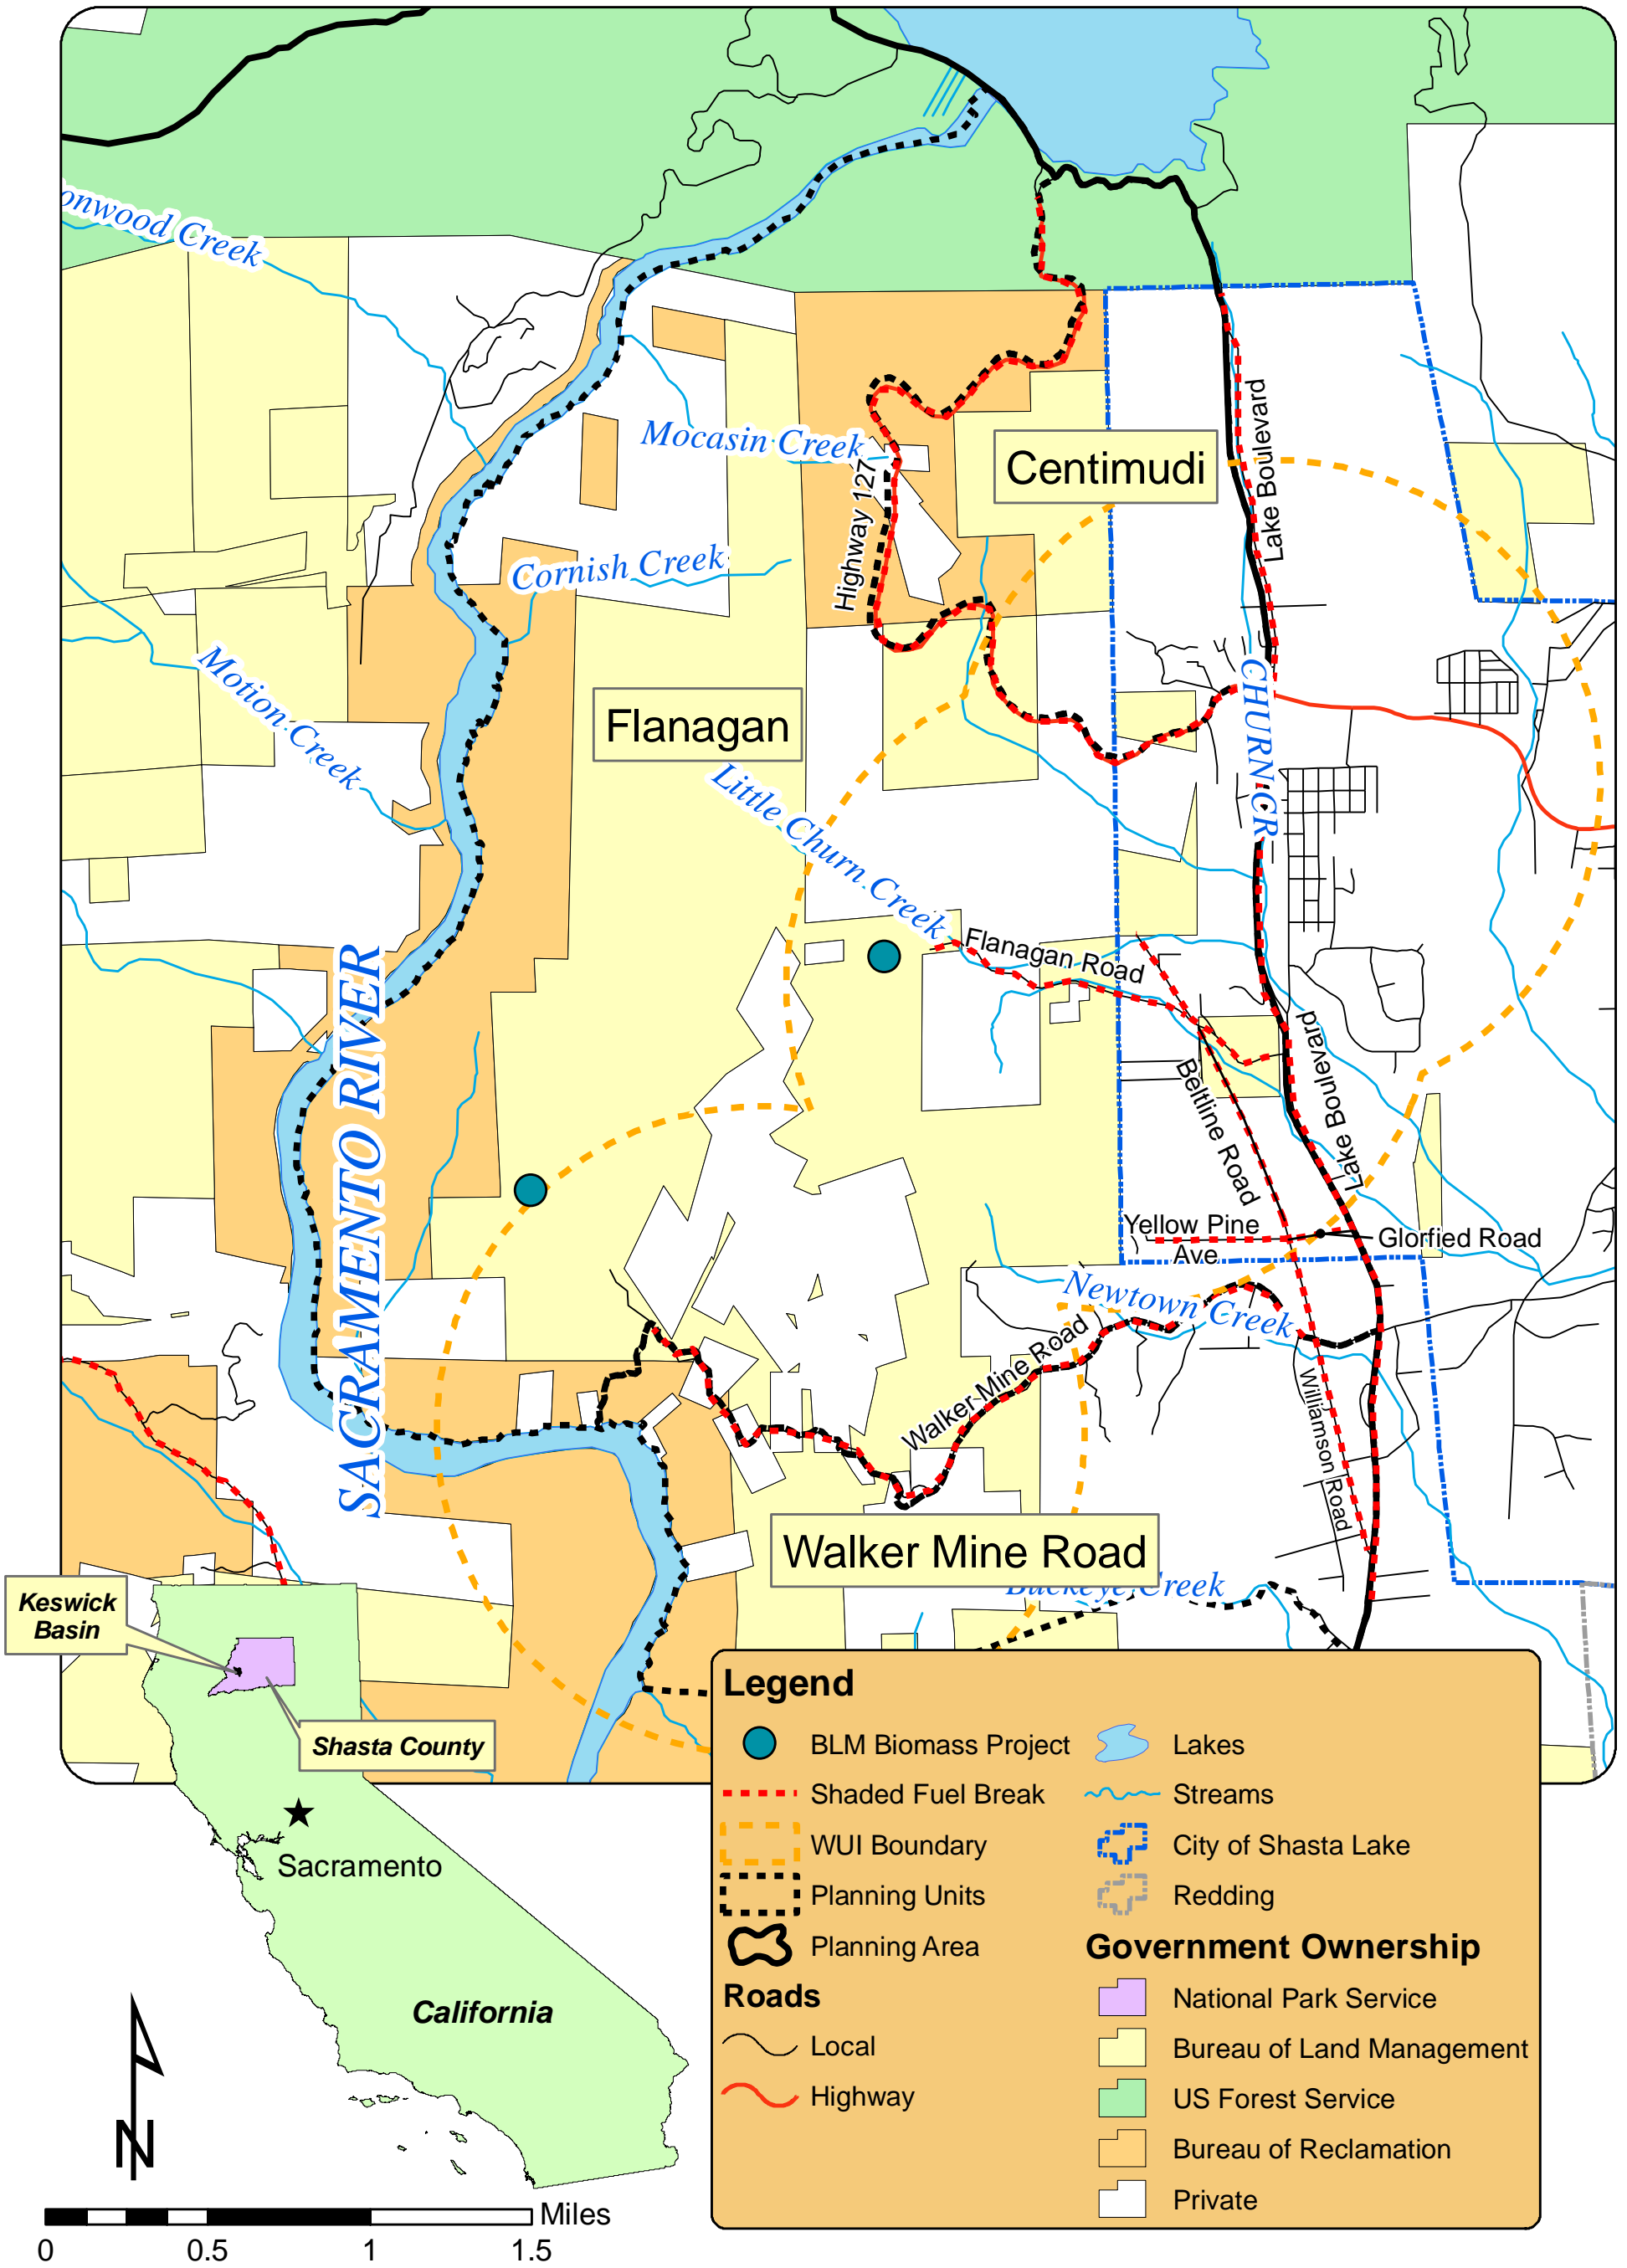 onwood Creek
Mocasin Creek
Centimudi
Lake Boulevard
Highway 127
Cornish Creek
Motion Creek
Flanagan
CHURN CR
Little Churn Creek
Flanagan Road
SACRAMENTO RIVER
Beltline Road
Lake Boulevard
Yellow Pine
Ave
Glorfied Road
Newtown Creek
Walker Mine Road
Williamson Road
Walker Mine Road
Buckeye Creek
Keswick
Basin
Shasta County
Sacramento
California
N
Miles
0 0.5 1 1.5
Legend
BLM Biomass Project
Shaded Fuel Break
WUI Boundary
Planning Units
Planning Area
Roads
Local
Highway
Lakes
Streams
City of Shasta Lake
Redding
Government Ownership
National Park Service
Bureau of Land Management
US Forest Service
Bureau of Reclamation
Private